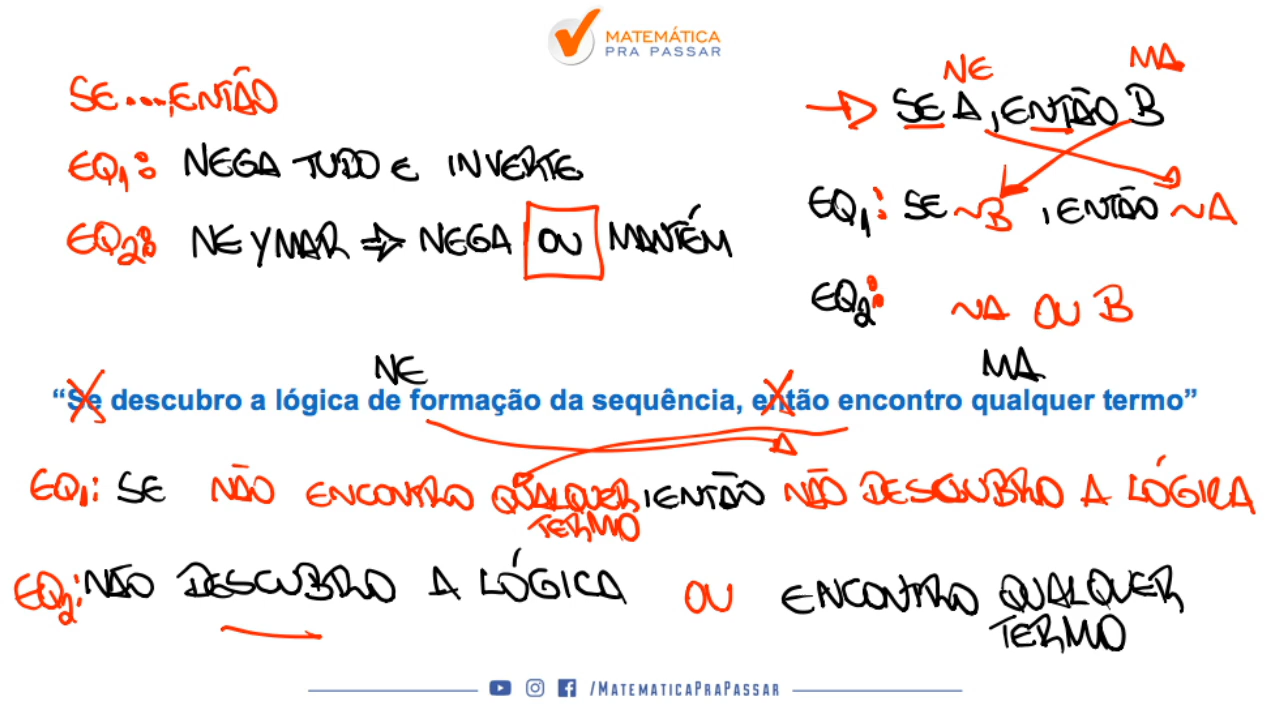 MATEMÁTICA
PRA PASSAR
SE...,ENTÃO
EQ1: NEGA TUDO E INVERTE
EQ2: NEYMAR => NEGA OU MANTÉM
NE MA
→ SE A, ENTÃO B
EQ1: SE ~B, ENTÃO ~A
EQ2: ~A OU B
NE MA
“Se descubro a lógica de formação da sequência, então encontro qualquer termo”
EQ1: SE NÃO ENCONTRO QUALQUER, ENTÃO NÃO DESCUBRO A LÓGICA
TERMO
EQ2: NÃO DESCUBRO A LÓGICA OU ENCONTRO QUALQUER
TERMO
/MATEMATICAPRAPASSAR